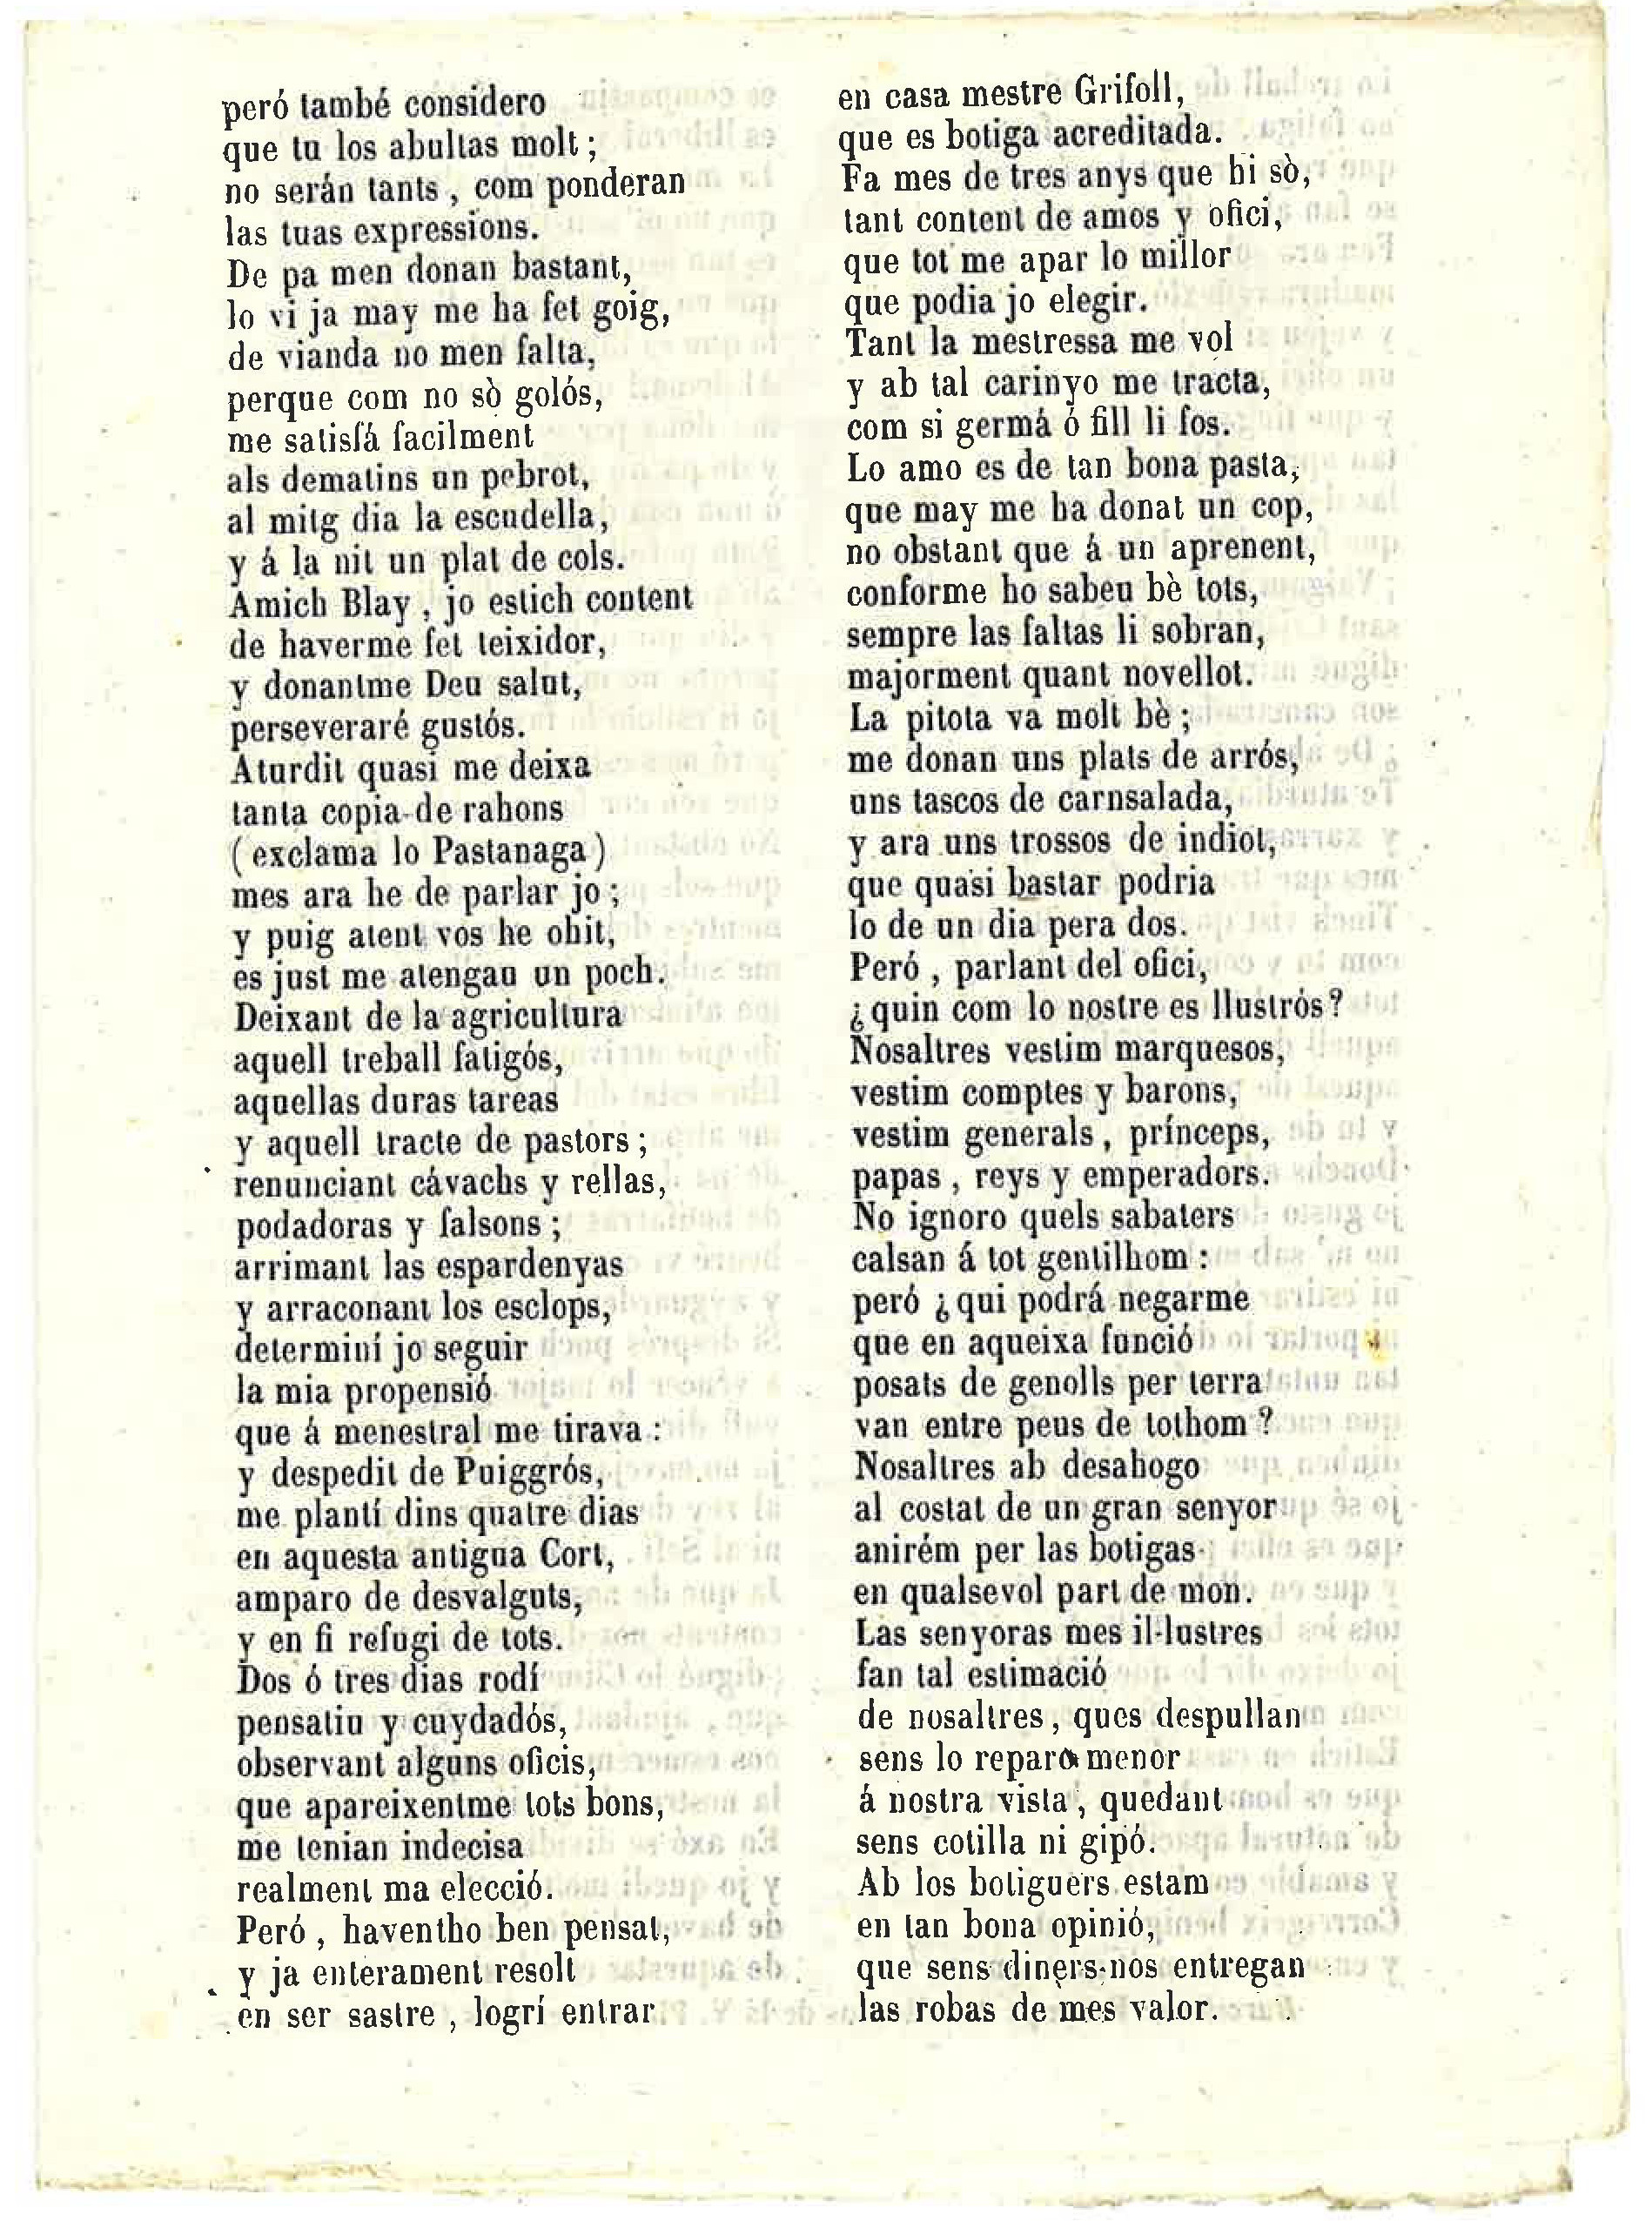 peró també considero
que tu los abultas molt ;
no serán tants , com ponderan
las tuas expressions.
De pa men donan bastant,
lo vi ja may me ha fet goig,
de vianda no men falta,
perque com no sò golós,
me satisfá facilment
als dematins un pebrot,
al mitg dia la escudella,
y á la nit un plat de cols.
Amich Blay , jo estich content
de haverme fet teixidor,
y donantme Deu salut,
perseveraré gustós.
Aturdit quasi me deixa
tanta copia de rahons
( exclama lo Pastanaga )
mes ara he de parlar jo ;
y puig atent vos he ohit,
es just me atengau un poch.
Deixant de la agricultura
aquell treball fatigós,
aquellas duras tareas
y aquell tracte de pastors ;
renunciant cávachs y rellas,
podadoras y falsons ;
arrimant las espardenyas
y arraconant los esclops,
determiní jo seguir
la mia propensió
que á menestral me tirava :
y despedit de Puiggrós,
me plantí dins quatre dias
en aquesta antigua Cort,
amparo de desvalguts,
y en fi refugi de tots.
Dos ó tres dias rodí
pensatiu y cuydadós,
observant alguns oficis,
que apareixentme tots bons,
me tenian indecisa
realment ma elecció.
Peró , haventho ben pensat,
y ja enterament resolt
en ser sastre , logrí entrar
en casa mestre Grifoll,
que es botiga acreditada.
Fa mes de tres anys que hi sò,
tant content de amos y ofici,
que tot me apar lo millor
que podia jo elegir.
Tant la mestressa me vol
y ab tal carinyo me tracta,
com si germá ó fill li fos.
Lo amo es de tan bona pasta,
que may me ha donat un cop,
no obstant que á un aprenent,
conforme ho sabeu bè tots,
sempre las faltas li sobran,
majorment quant novellot.
La pitota va molt bè ;
me donan uns plats de arrós,
uns tascos de carnsalada,
y ara uns trossos de indiot,
que quasi bastar podria
lo de un dia pera dos.
Peró , parlant del ofici,
¿ quin com lo nostre es llustrós ?
Nosaltres vestim marquesos,
vestim comptes y barons,
vestim generals , prínceps,
papas , reys y emperadors.
No ignoro quels sabaters
calsan á tot gentilhom :
peró ¿ qui podrá negarme
que en aqueixa funció
posats de genolls per terra
van entre peus de tothom ?
Nosaltres ab desahogo
al costat de un gran senyor
anirém per las botigas
en qualsevol part de mon.
Las senyoras mes il-lustres
fan tal estimació
de nosaltres , ques despullan
sens lo reparo menor
á nostra vista , quedant
sens cotilla ni gipó.
Ab los botiguers estam
en tan bona opinió,
que sens diners nos entregan
las robas de mes valor.